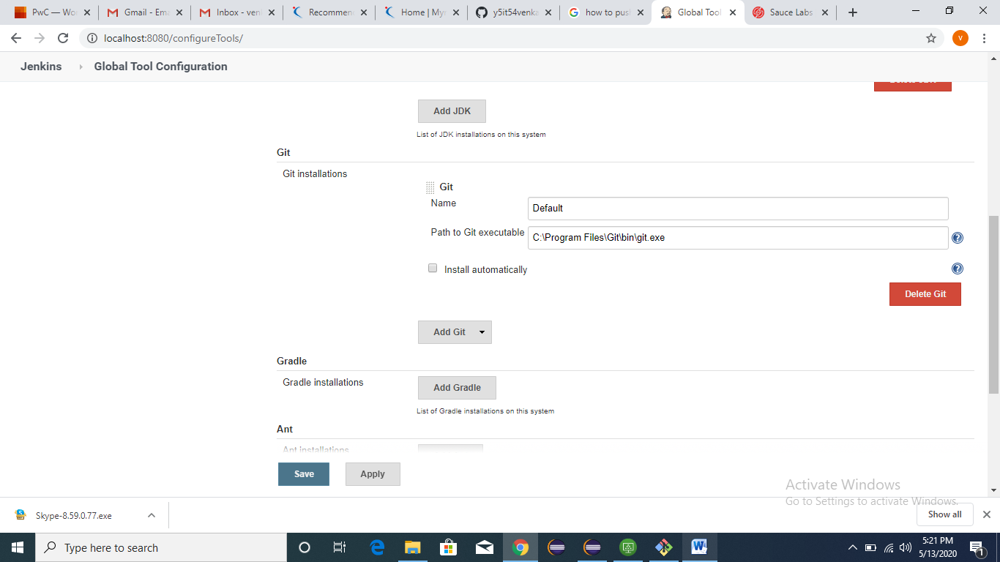 PwC — Wor
Gmail - Ema
Inbox - venk
Recommen
Home | Myn
y5it54venka
how to pus
Global Tool
Sauce Labs
localhost:8080/configureTools/
V
Jenkins
Global Tool Configuration
Add JDK
List of JDK installations on this system
Git
Git installations
Git
Name
Default
Path to Git executable
C:\Program Files\Git\bin\git.exe
Install automatically
Delete Git
Add Git
Gradle
Gradle installations
Add Gradle
List of Gradle installations on this system
Ant
Ant installations
Save
Apply
Activate Windows
Go to Settings to activate Windows.
Skype-8.59.0.77.exe
Show all
Type here to search
5:21 PM
5/13/2020
1